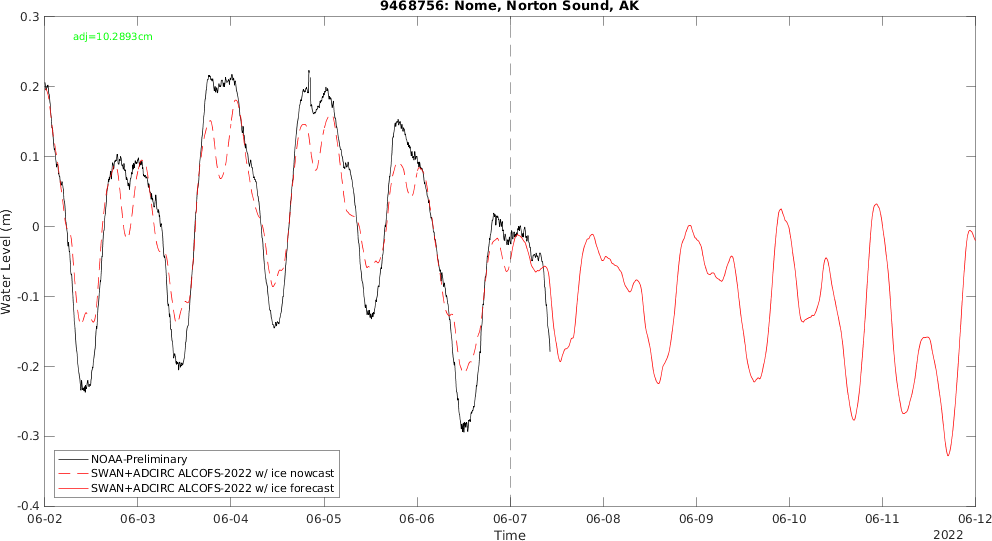 9468756: Nome, Norton Sound, AK
adj=10.2893cm
0.3
0.2
0.1
0
-0.1
-0.2
-0.3
-0.4
Water Level (m)
NOAA-Preliminary
SWAN+ADCIRC ALCOFS-2022 w/ ice nowcast
SWAN+ADCIRC ALCOFS-2022 w/ ice forecast
06-02 06-03 06-04 06-05 06-06 06-07 06-08 06-09 06-10 06-11 06-12
Time
2022